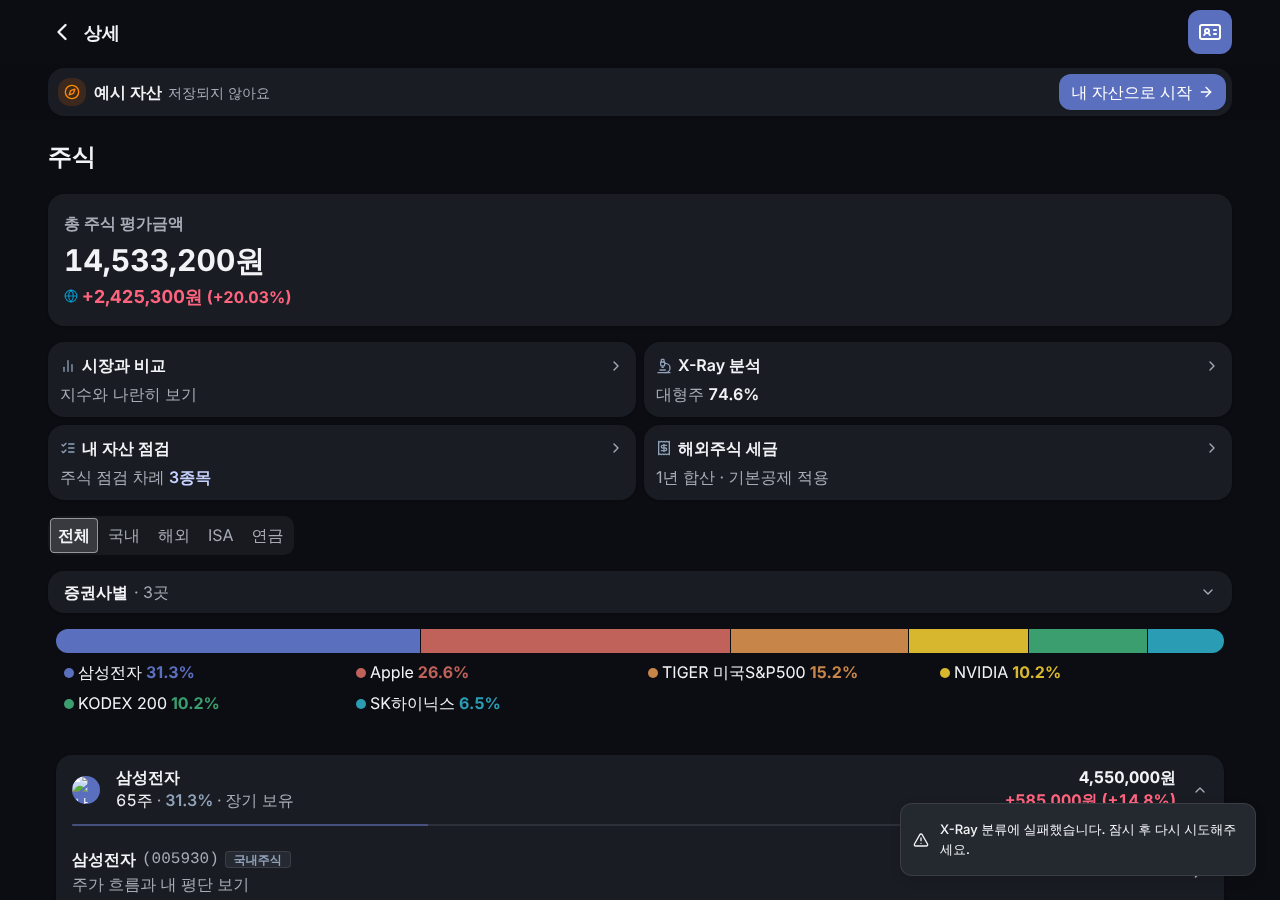 상세
예시 자산 저장되지 않아요
내 자산으로 시작
주식
총 주식 평가금액
14,533,200원
+2,425,300원 (+20.03%)
시장과 비교
지수와 나란히 보기
X-Ray 분석
대형주 74.6%
내 자산 점검
주식 점검 차례 3종목
해외주식 세금
1년 합산 · 기본공제 적용
전체 국내 해외 ISA 연금
증권사별 · 3곳
삼성전자 31.3% Apple 26.6% TIGER 미국S&P500 15.2% NVIDIA 10.2%
KODEX 200 10.2% SK하이닉스 6.5%
삼성전자
65주 · 31.3% · 장기 보유
4,550,000원
+585,000원 (+14.8%)
삼성전자 (005930) 국내주식
주가 흐름과 내 평단 보기
X-Ray 분류에 실패했습니다. 잠시 후 다시 시도해주
세요.